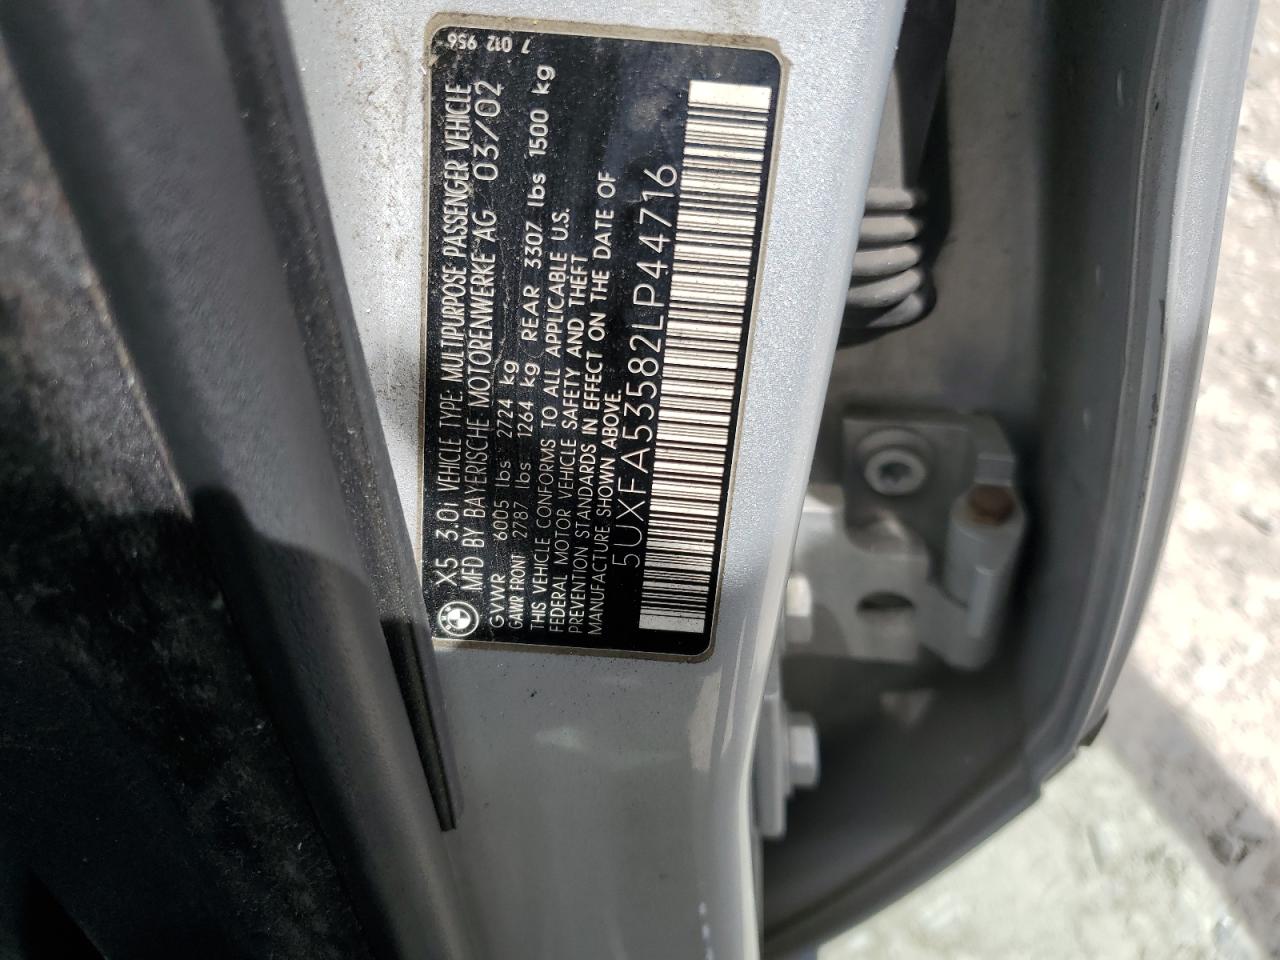 7 012 956
X5 3.0i VEHICLE TYPE: MULTIPURPOSE PASSENGER VEHICLE
MFD BY BAYERISCHE MOTORENWERKE AG 03/02
GVWR 6005 lbs 2724 kg
GAWR FRONT 2787 lbs 1264 kg REAR 3307 lbs 1500 kg
THIS VEHICLE CONFORMS TO ALL APPLICABLE U.S.
FEDERAL MOTOR VEHICLE SAFETY AND THEFT
PREVENTION STANDARDS IN EFFECT ON THE DATE OF
MANUFACTURE SHOWN ABOVE.
5UXFA53582LP44716